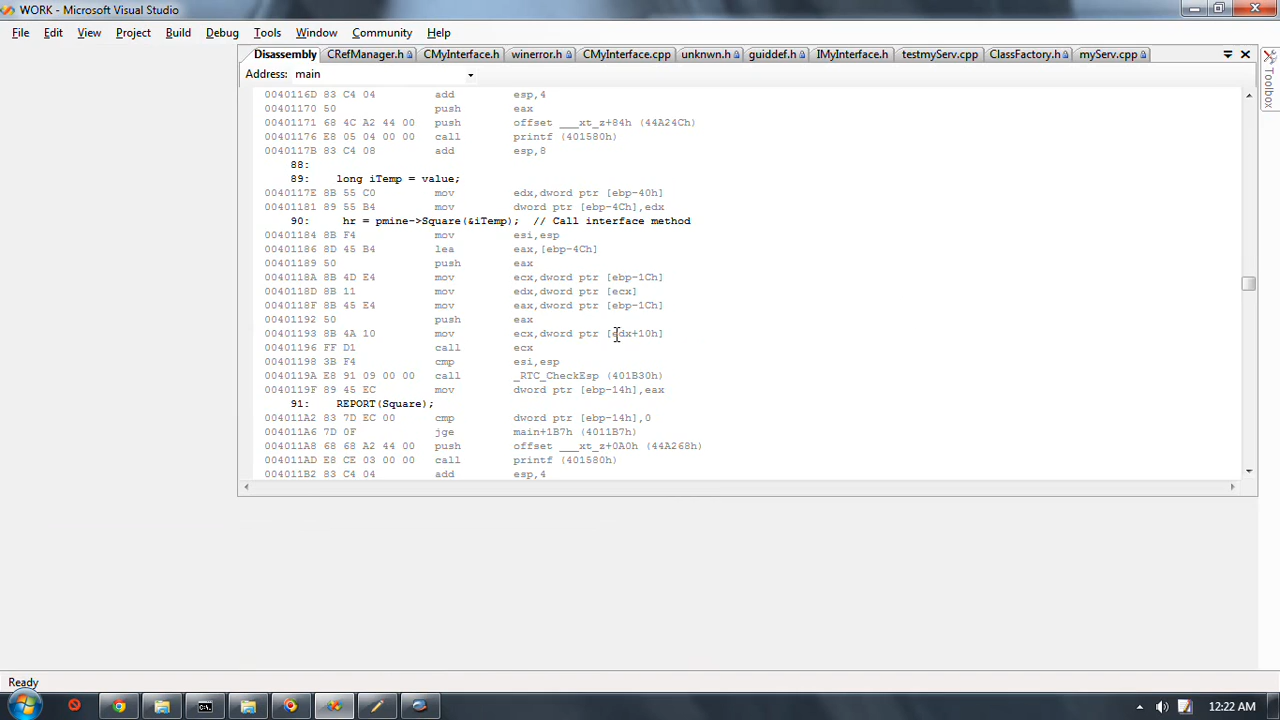 WORK - Microsoft Visual Studio
File Edit View Project Build Debug Tools Window Community Help
Disassembly CRefManager.h CMyInterface.h winerror.h CMyInterface.cpp unknwn.h guiddef.h IMyInterface.h testmyServ.cpp ClassFactory.h myServ.cpp
Toolbox
Address: main
0040116D 83 C4 04 add esp,4
00401170 50 push eax
00401171 68 4C A2 44 00 push offset ___xt_z+84h (44A24Ch)
00401176 E8 05 04 00 00 call printf (401580h)
0040117B 83 C4 08 add esp,8
88:
89: long iTemp = value;
0040117E 8B 55 C0 mov edx,dword ptr [ebp-40h]
00401181 89 55 B4 mov dword ptr [ebp-4Ch],edx
90: hr = pmine->Square(&iTemp); // Call interface method
00401184 8B F4 mov esi,esp
00401186 8D 45 B4 lea eax,[ebp-4Ch]
00401189 50 push eax
0040118A 8B 4D E4 mov ecx,dword ptr [ebp-1Ch]
0040118D 8B 11 mov edx,dword ptr [ecx]
0040118F 8B 45 E4 mov eax,dword ptr [ebp-1Ch]
00401192 50 push eax
00401193 8B 4A 10 mov ecx,dword ptr [edx+10h]
00401196 FF D1 call ecx
00401198 3B F4 cmp esi,esp
0040119A E8 91 09 00 00 call _RTC_CheckEsp (401B30h)
0040119F 89 45 EC mov dword ptr [ebp-14h],eax
91: REPORT(Square);
004011A2 83 7D EC 00 cmp dword ptr [ebp-14h],0
004011A6 7D 0F jge main+1B7h (4011B7h)
004011A8 68 68 A2 44 00 push offset ___xt_z+0A0h (44A268h)
004011AD E8 CE 03 00 00 call printf (401580h)
004011B2 83 C4 04 add esp,4
Ready
12:22 AM